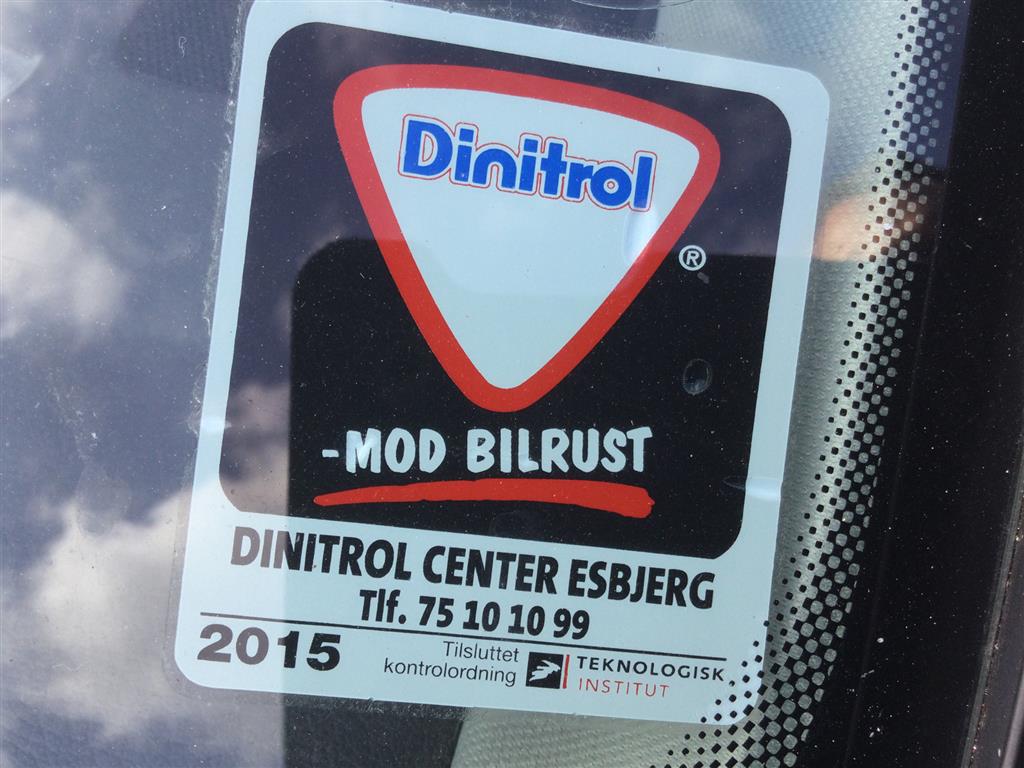 Dinitrol
®
-MOD BILRUST
DINITROL CENTER ESBJERG
Tlf. 75 10 10 99
2015
Tilsluttet
kontrolordning
TEKNOLOGISK
INSTITUT